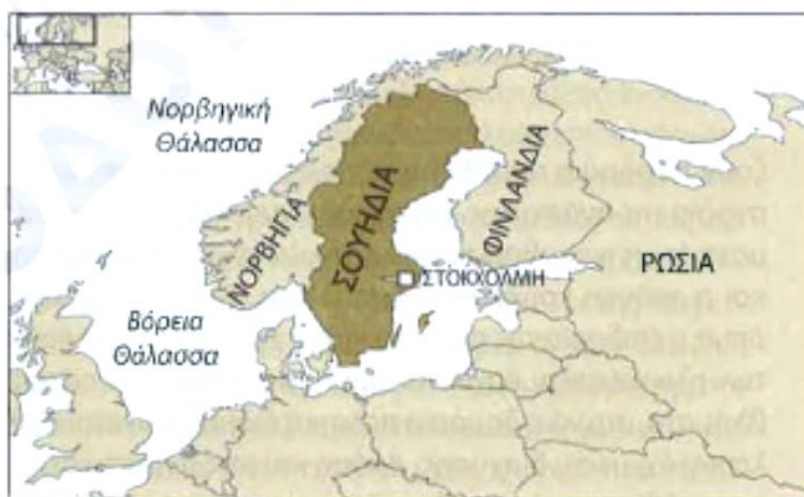 Νορβηγική
Θάλασσα
ΝΟΡΒΗΓΙΑ
ΣΟΥΗΔΙΑ
ΦΙΝΛΑΝΔΙΑ
ΡΩΣΙΑ
ΣΤΟΚΧΟΛΜΗ
Βόρεια
Θάλασσα